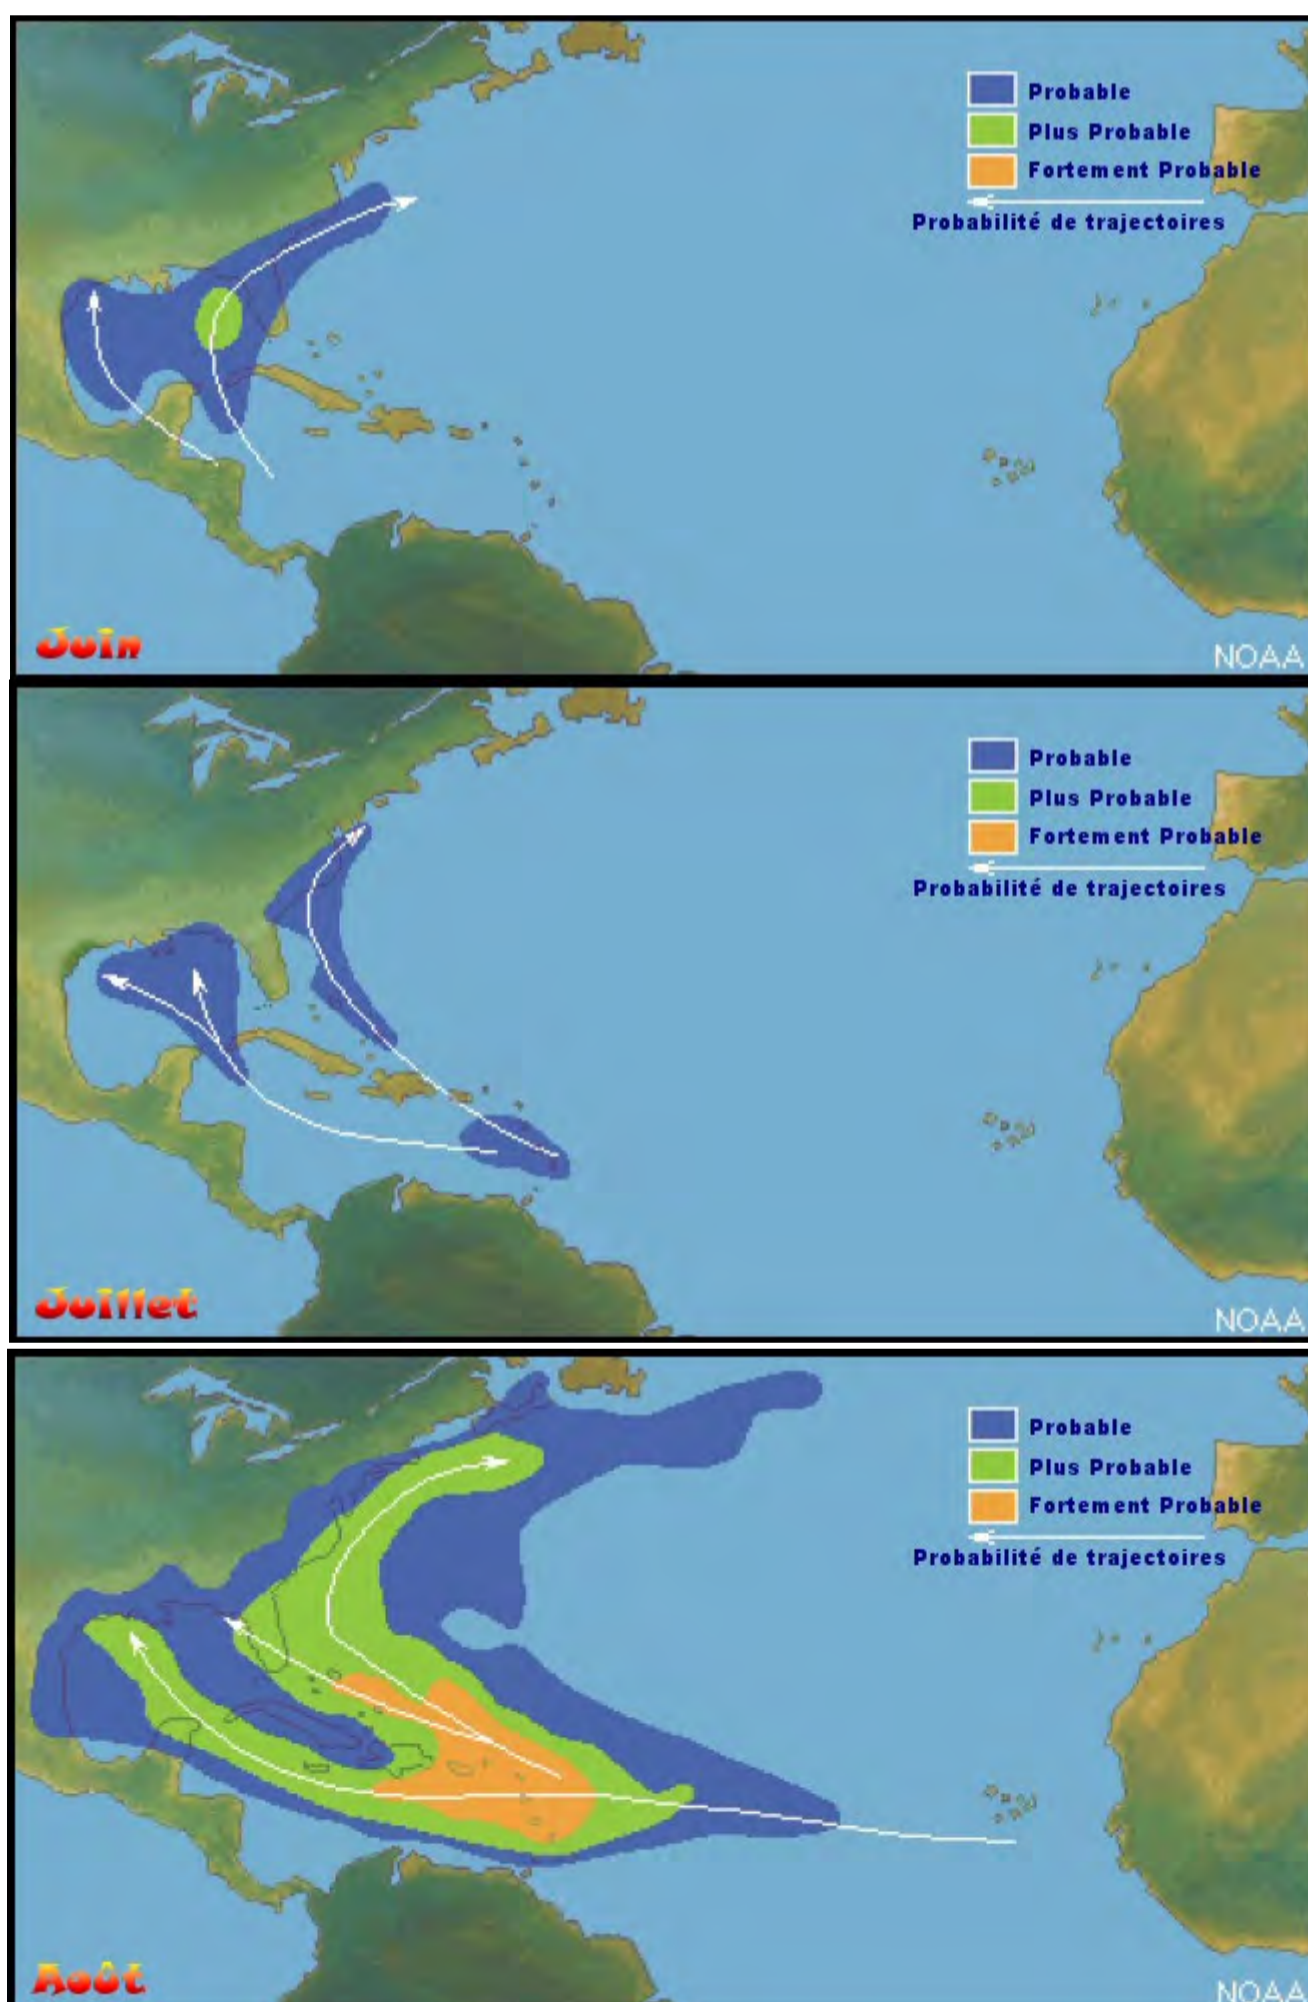 Probable
Plus Probable
Fortement Probable
Probabilité de trajectoires
Juin
NOAA
Probable
Plus Probable
Fortement Probable
Probabilité de trajectoires
Juillet
NOAA
Probable
Plus Probable
Fortement Probable
Probabilité de trajectoires
Août
NOAA